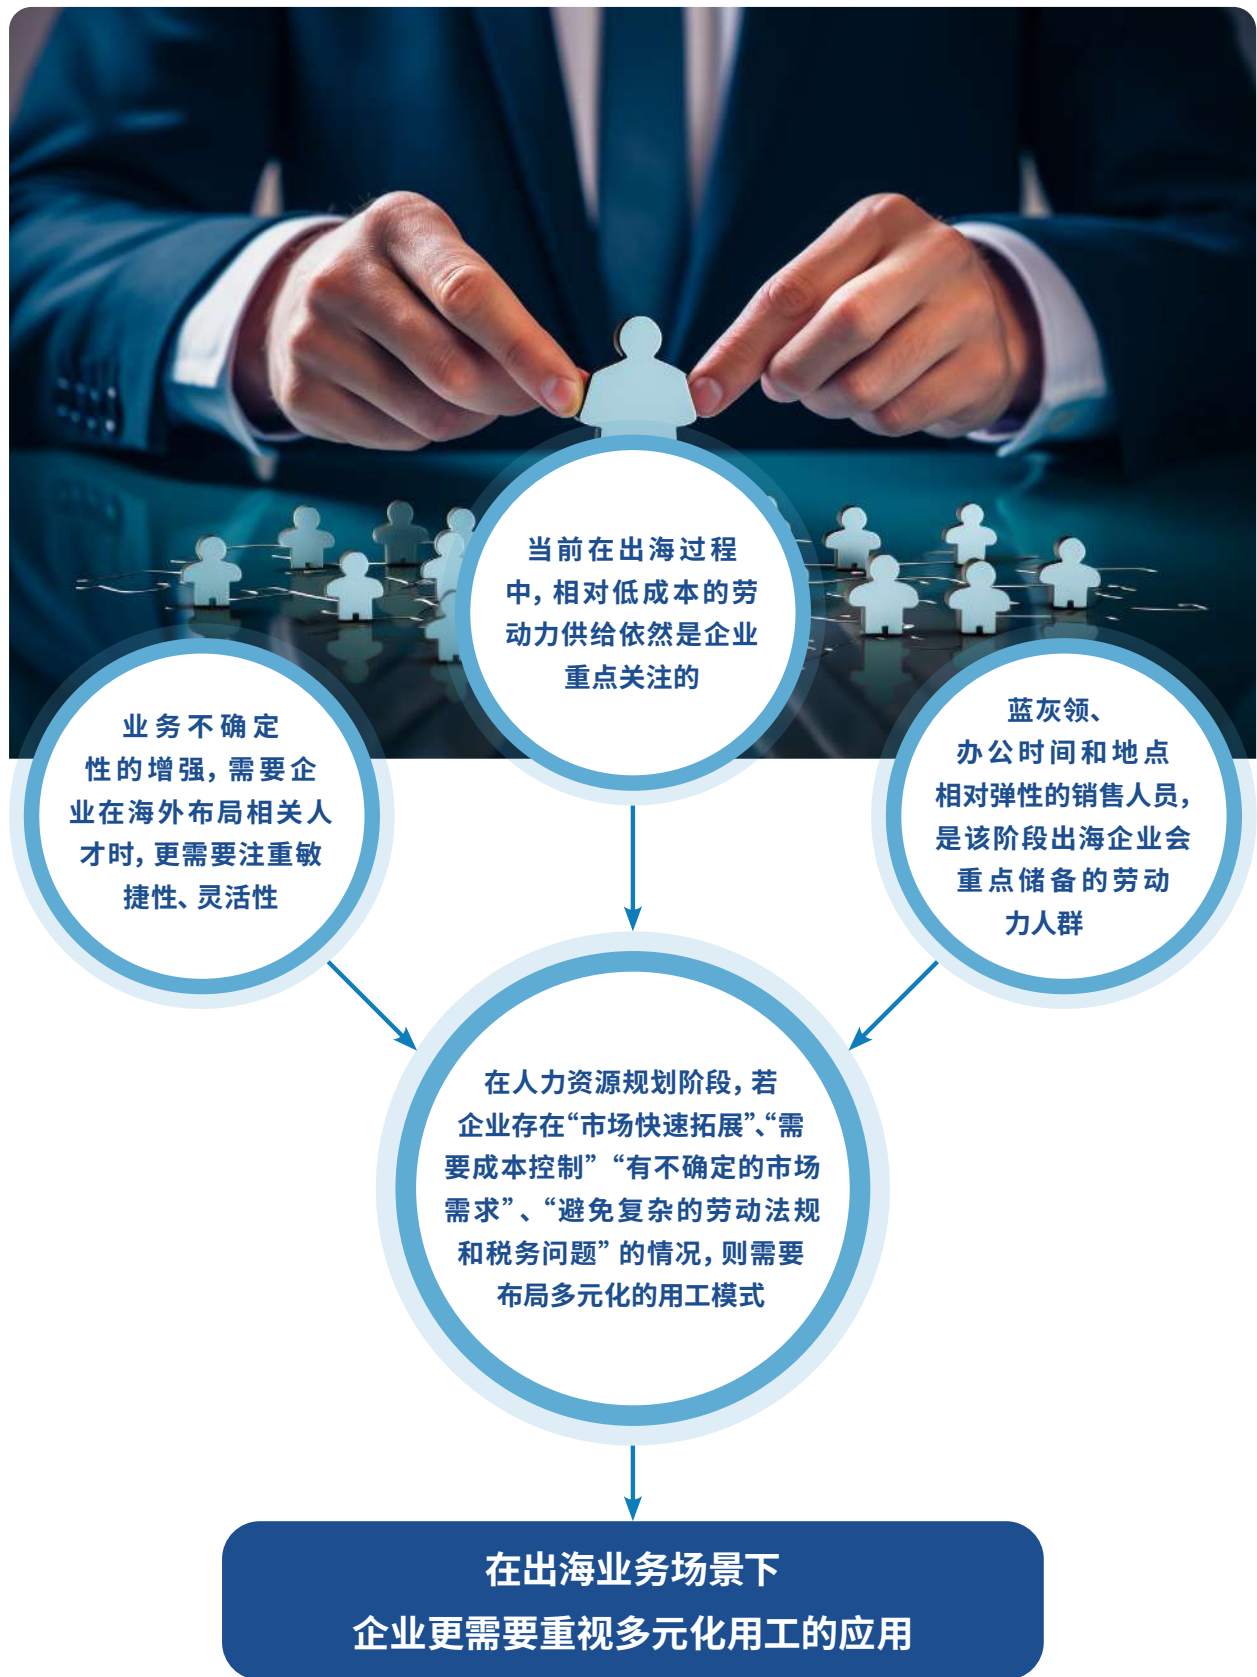 当前在出海过程
中，相对低成本的劳
动力供给依然是企业
重点关注的
业务不确定
性的增强，需要企
业在海外布局相关人
才时，更需要注重敏
捷性、灵活性
蓝灰领、
办公时间和地点
相对弹性的销售人员，
是该阶段出海企业会
重点储备的劳动
力人群
在人力资源规划阶段，若
企业存在“市场快速拓展”、“需
要成本控制” “有不确定的市场
需求”、“避免复杂的劳动法规
和税务问题” 的情况，则需要
布局多元化的用工模式
在出海业务场景下
企业更需要重视多元化用工的应用